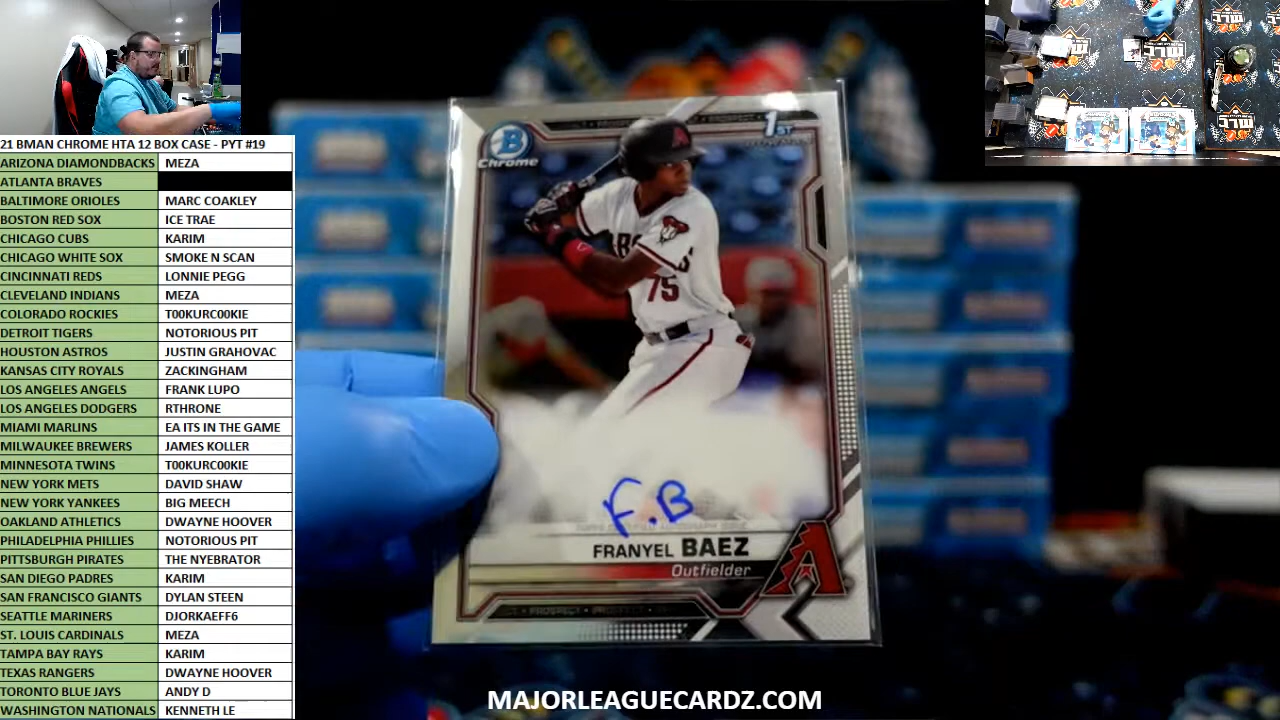 21 BMAN CHROME HTA 12 BOX CASE - PYT #19
ARIZONA DIAMONDBACKS MEZA
ATLANTA BRAVES
BALTIMORE ORIOLES MARC COAKLEY
BOSTON RED SOX ICE TRAE
CHICAGO CUBS KARIM
CHICAGO WHITE SOX SMOKE N SCAN
CINCINNATI REDS LONNIE PEGG
CLEVELAND INDIANS MEZA
COLORADO ROCKIES T00KURC00KIE
DETROIT TIGERS NOTORIOUS PIT
HOUSTON ASTROS JUSTIN GRAHOVAC
KANSAS CITY ROYALS ZACKINGHAM
LOS ANGELES ANGELS FRANK LUPO
LOS ANGELES DODGERS RTHRONE
MIAMI MARLINS EA ITS IN THE GAME
MILWAUKEE BREWERS JAMES KOLLER
MINNESOTA TWINS T00KURC00KIE
NEW YORK METS DAVID SHAW
NEW YORK YANKEES BIG MEECH
OAKLAND ATHLETICS DWAYNE HOOVER
PHILADELPHIA PHILLIES NOTORIOUS PIT
PITTSBURGH PIRATES THE NYEBRATOR
SAN DIEGO PADRES KARIM
SAN FRANCISCO GIANTS DYLAN STEEN
SEATTLE MARINERS DJORKAEFF6
ST. LOUIS CARDINALS MEZA
TAMPA BAY RAYS KARIM
TEXAS RANGERS DWAYNE HOOVER
TORONTO BLUE JAYS ANDY D
WASHINGTON NATIONALS KENNETH LE
B
Chrome
1ST
75
F.B
FRANYEL BAEZ
Outfielder
A
MAJORLEAGUECARDZ.COM